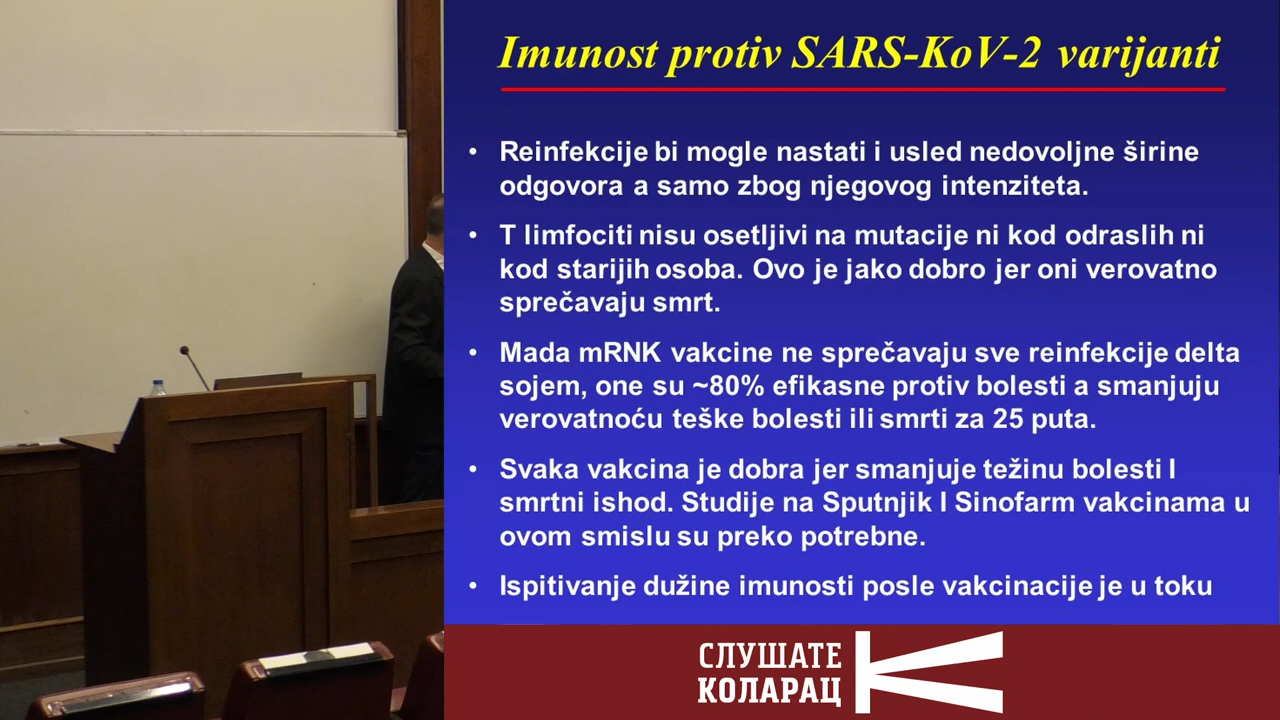 Imunost protiv SARS-KoV-2 varijanti
• Reinfekcije bi mogle nastati i usled nedovoljne širine
odgovora a samo zbog njegovog intenziteta.
• T limfociti nisu osetljivi na mutacije ni kod odraslih ni
kod starijih osoba. Ovo je jako dobro jer oni verovatno
sprečavaju smrt.
• Mada mRNK vakcine ne sprečavaju sve reinfekcije delta
sojem, one su ~80% efikasne protiv bolesti a smanjuju
verovatnoću teške bolesti ili smrti za 25 puta.
• Svaka vakcina je dobra jer smanjuje težinu bolesti I
smrtni ishod. Studije na Sputnjik I Sinofarm vakcinama u
ovom smislu su preko potrebne.
• Ispitivanje dužine imunosti posle vakcinacije je u toku
СЛУШАТЕ
КОЛАРАЦ